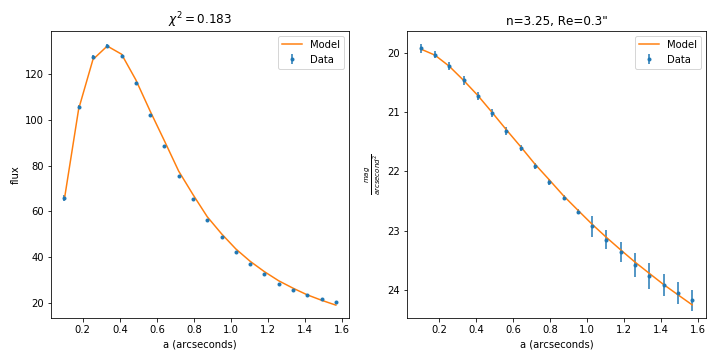 χ² = 0.183
Model
Data
flux
120
100
80
60
40
20
0.2 0.4 0.6 0.8 1.0 1.2 1.4 1.6
a (arcseconds)
n=3.25, Re=0.3"
Model
Data
mag
arcsecond²
20
21
22
23
24
0.2 0.4 0.6 0.8 1.0 1.2 1.4 1.6
a (arcseconds)